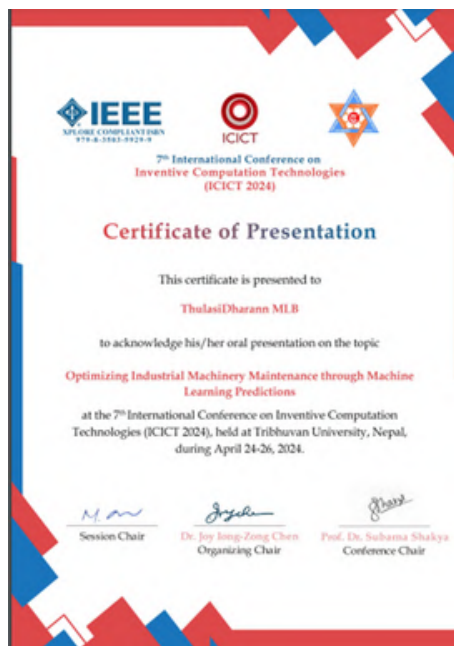 IEEE
XPLORE COMPLIANT ISBN
979-8-3503-5929-9
ICICT
7th International Conference on
Inventive Computation Technologies
(ICICT 2024)
Certificate of Presentation
This certificate is presented to
ThulasiDharann MLB
to acknowledge his/her oral presentation on the topic
Optimizing Industrial Machinery Maintenance through Machine
Learning Predictions
at the 7th International Conference on Inventive Computation
Technologies (ICICT 2024), held at Tribhuvan University, Nepal,
during April 24-26, 2024.
Session Chair
Dr. Joy Iong-Zong Chen
Organizing Chair
Prof. Dr. Subarna Shakya
Conference Chair